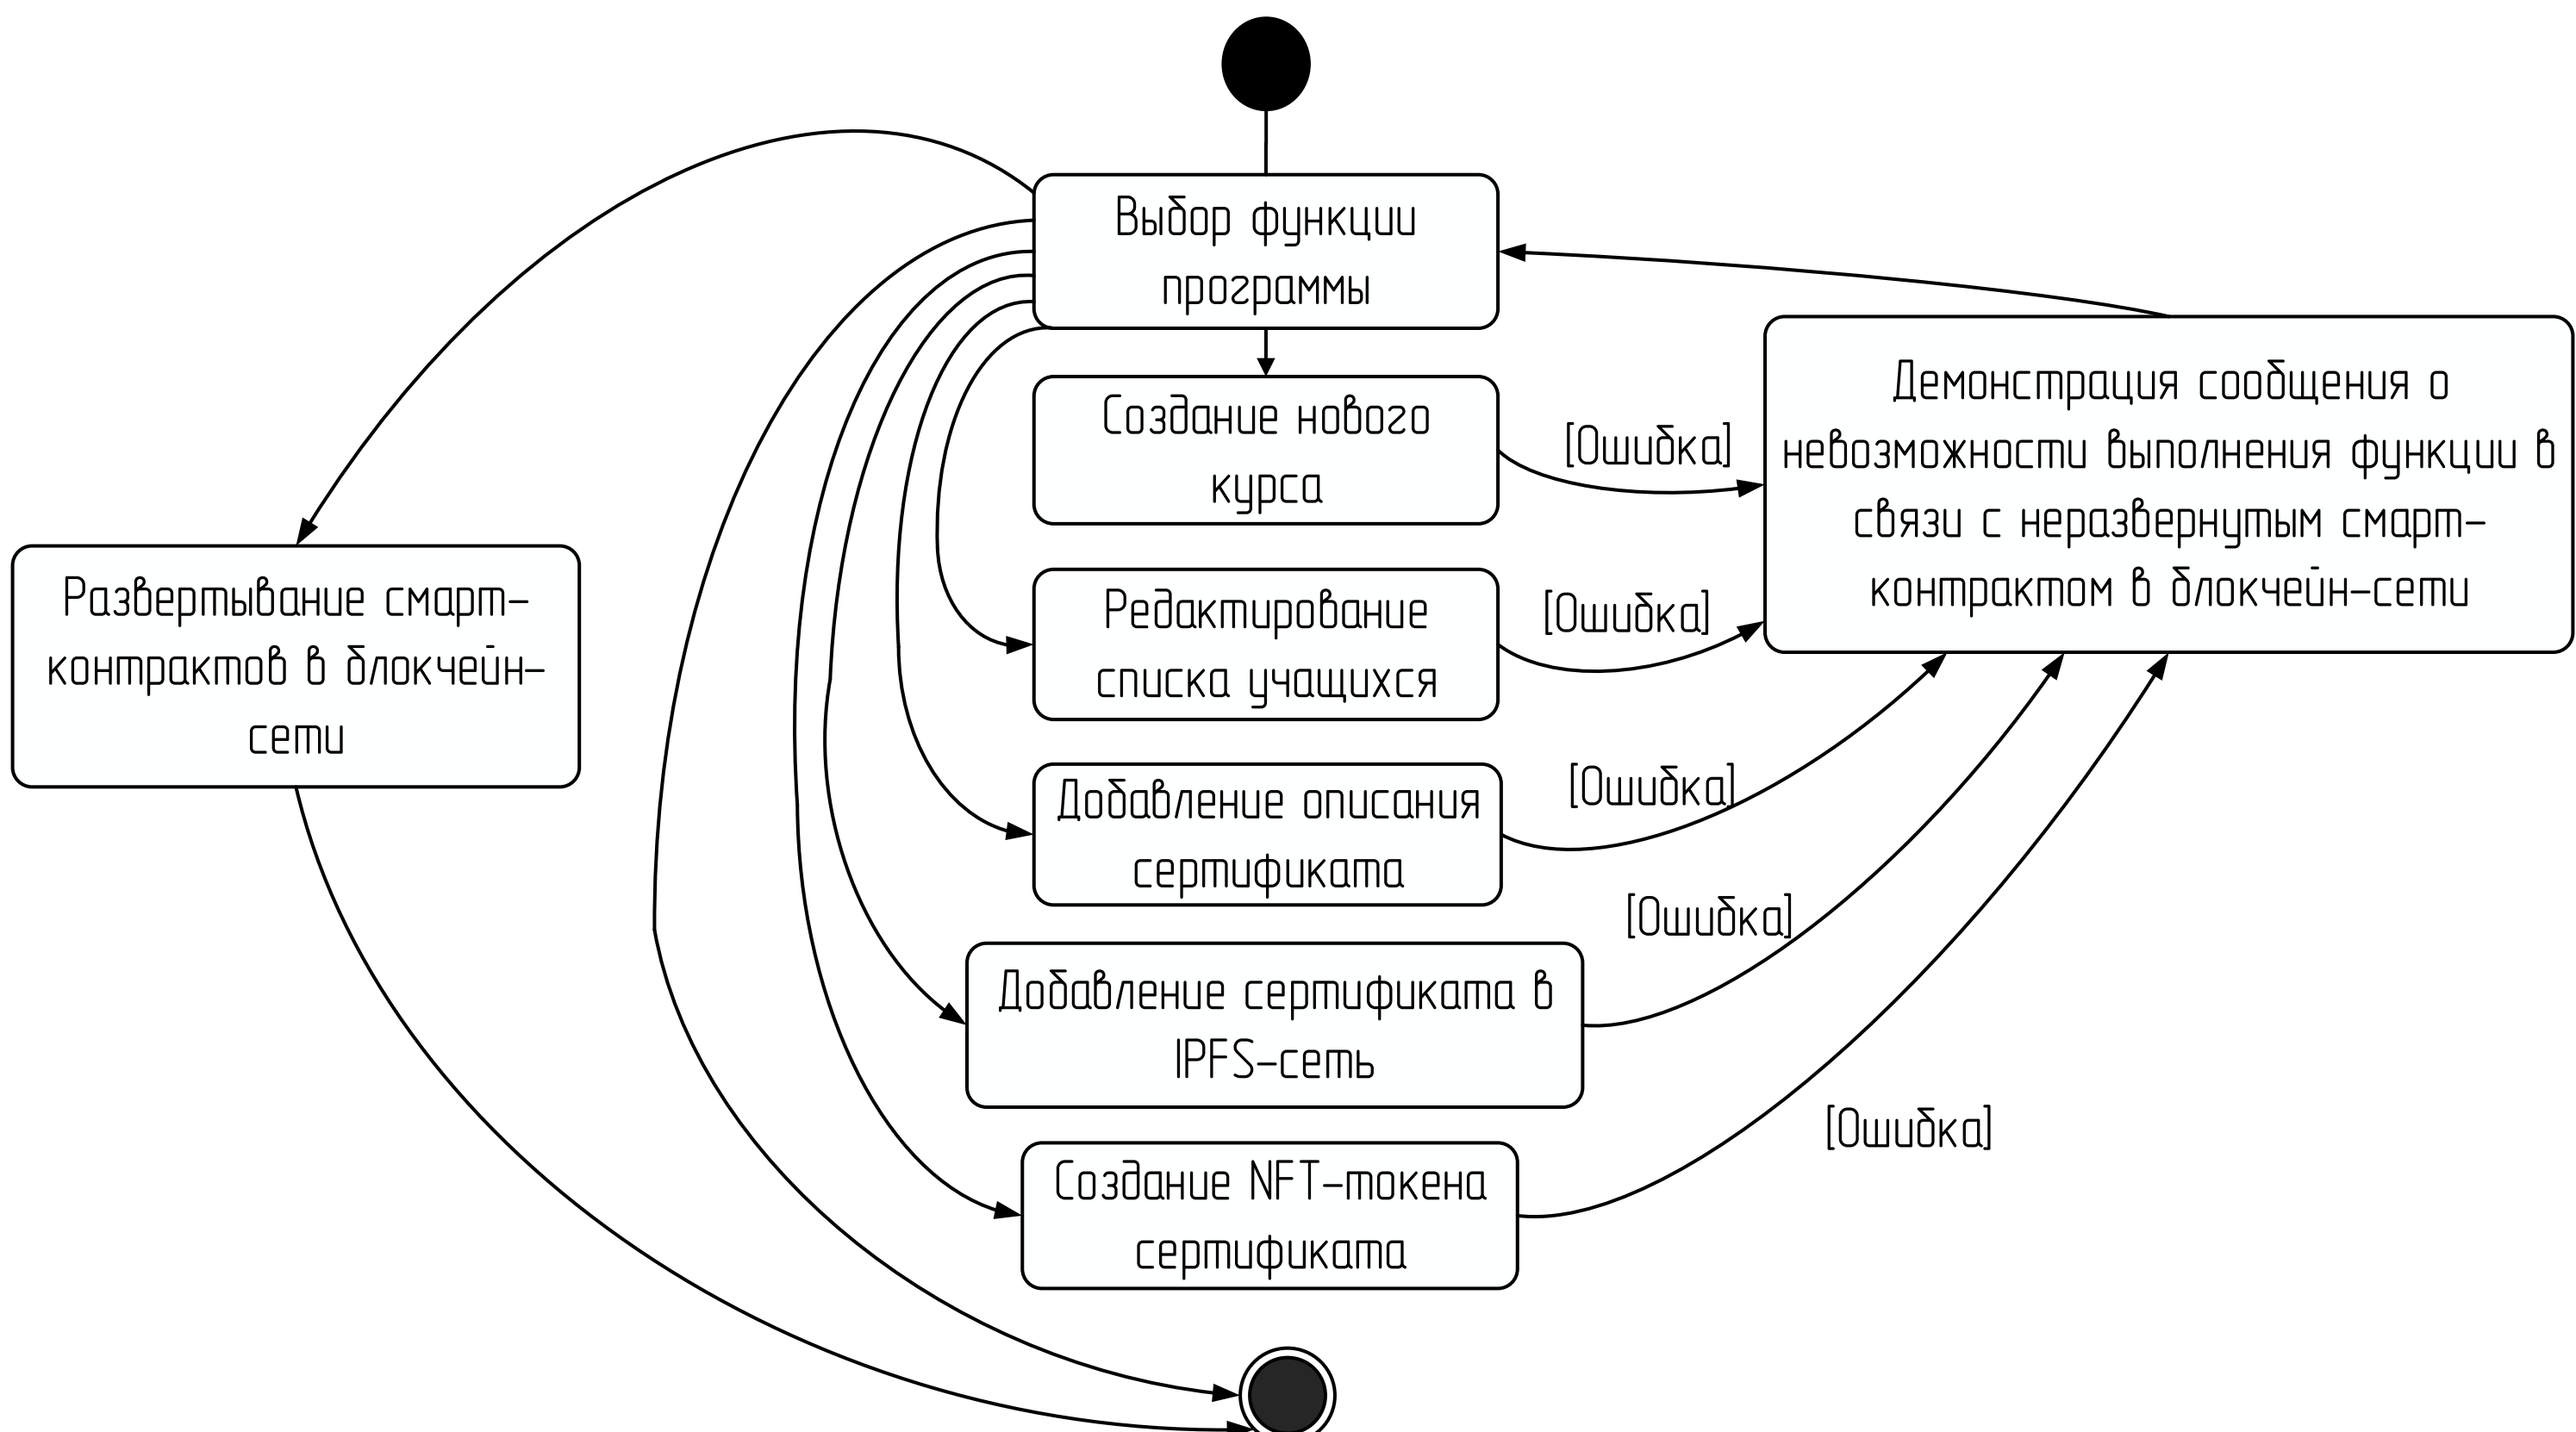 Выбор функции
программы
Создание нового
курса
[Ошибка]
Демонстрация сообщения о
невозможности выполнения функции в
связи с неразвернутым смарт-
контрактом в блокчейн-сети
Развертывание смарт-
контрактов в блокчейн-
сети
Редактирование
списка учащихся
[Ошибка]
Добавление описания
сертификата
[Ошибка]
Добавление сертификата в
IPFS-сеть
[Ошибка]
Создание NFT-токена
сертификата
[Ошибка]